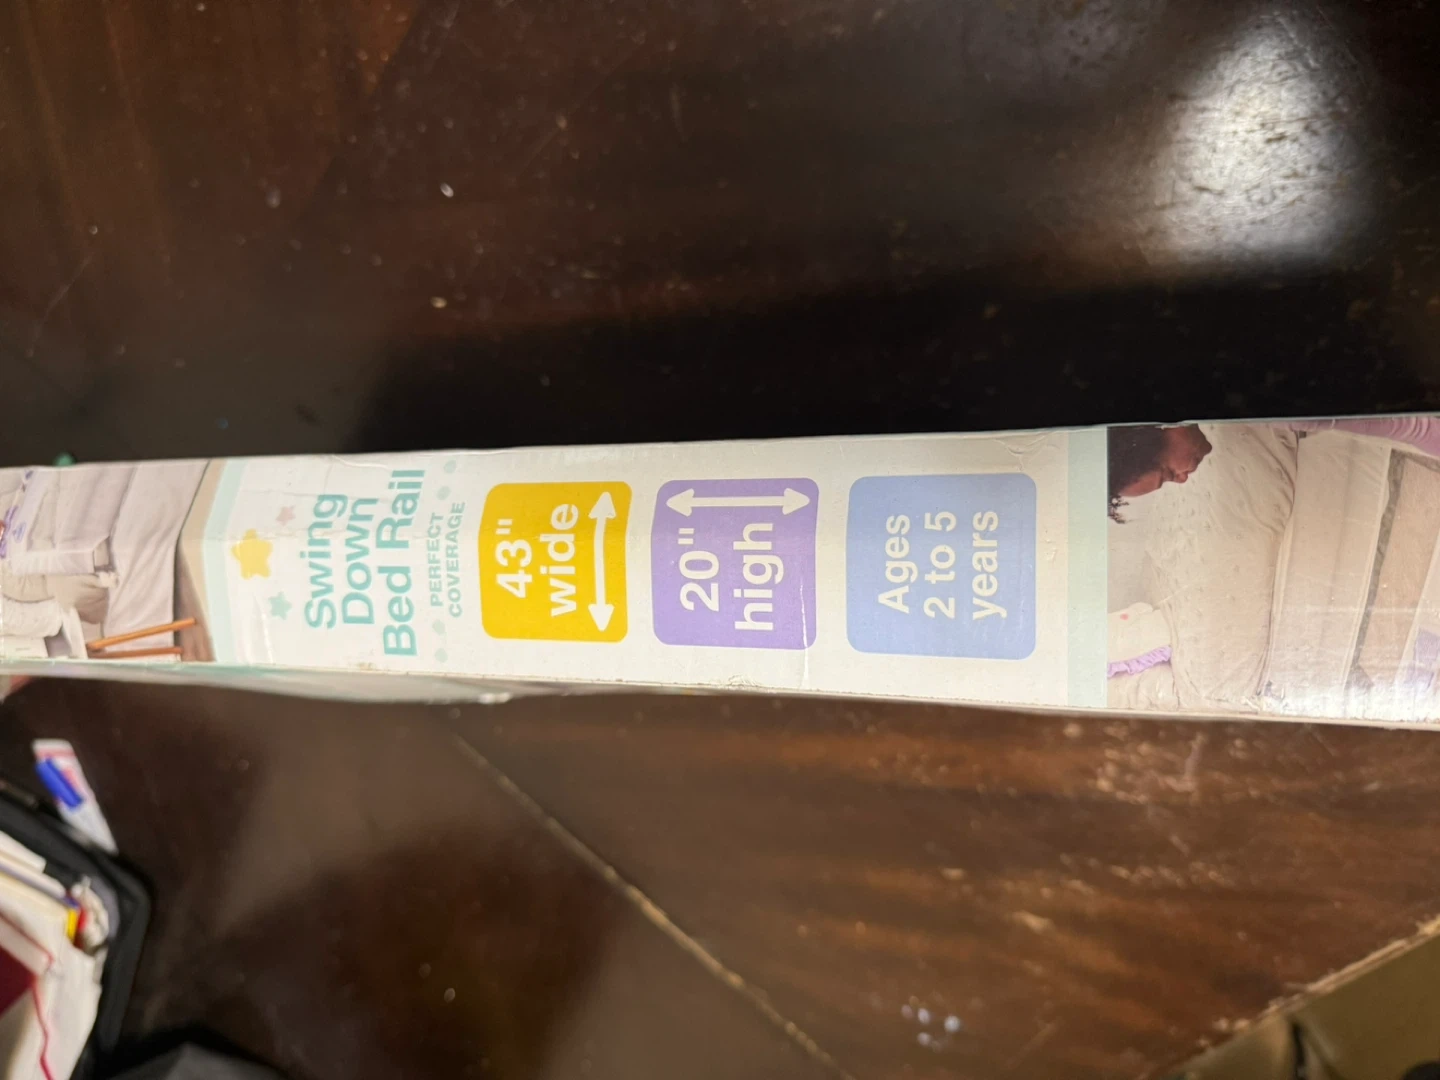 Swing
Down
Bed Rail
PERFECT
COVERAGE
43"
wide
20"
high
Ages
2 to 5
years